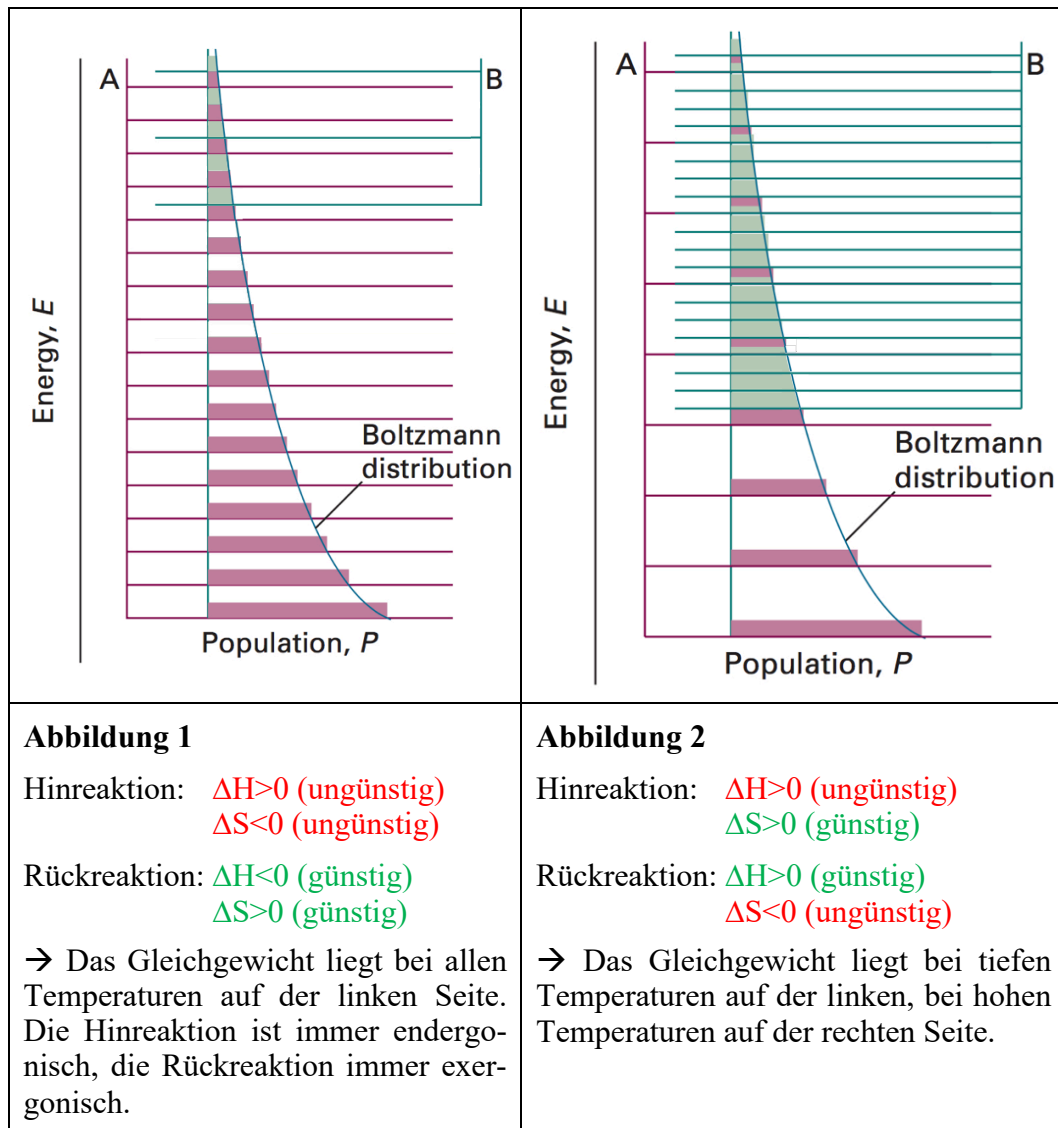 A
B
Energy, E
Boltzmann
distribution
Population, P
A
B
Energy, E
Boltzmann
distribution
Population, P
Abbildung 1
Hinreaktion: ΔH>0 (ungünstig)
ΔS<0 (ungünstig)
Rückreaktion: ΔH<0 (günstig)
ΔS>0 (günstig)
→ Das Gleichgewicht liegt bei allen
Temperaturen auf der linken Seite.
Die Hinreaktion ist immer endergo-
nisch, die Rückreaktion immer exer-
gonisch.
Abbildung 2
Hinreaktion: ΔH>0 (ungünstig)
ΔS>0 (günstig)
Rückreaktion: ΔH>0 (günstig)
ΔS<0 (ungünstig)
→ Das Gleichgewicht liegt bei tiefen
Temperaturen auf der linken, bei hohen
Temperaturen auf der rechten Seite.